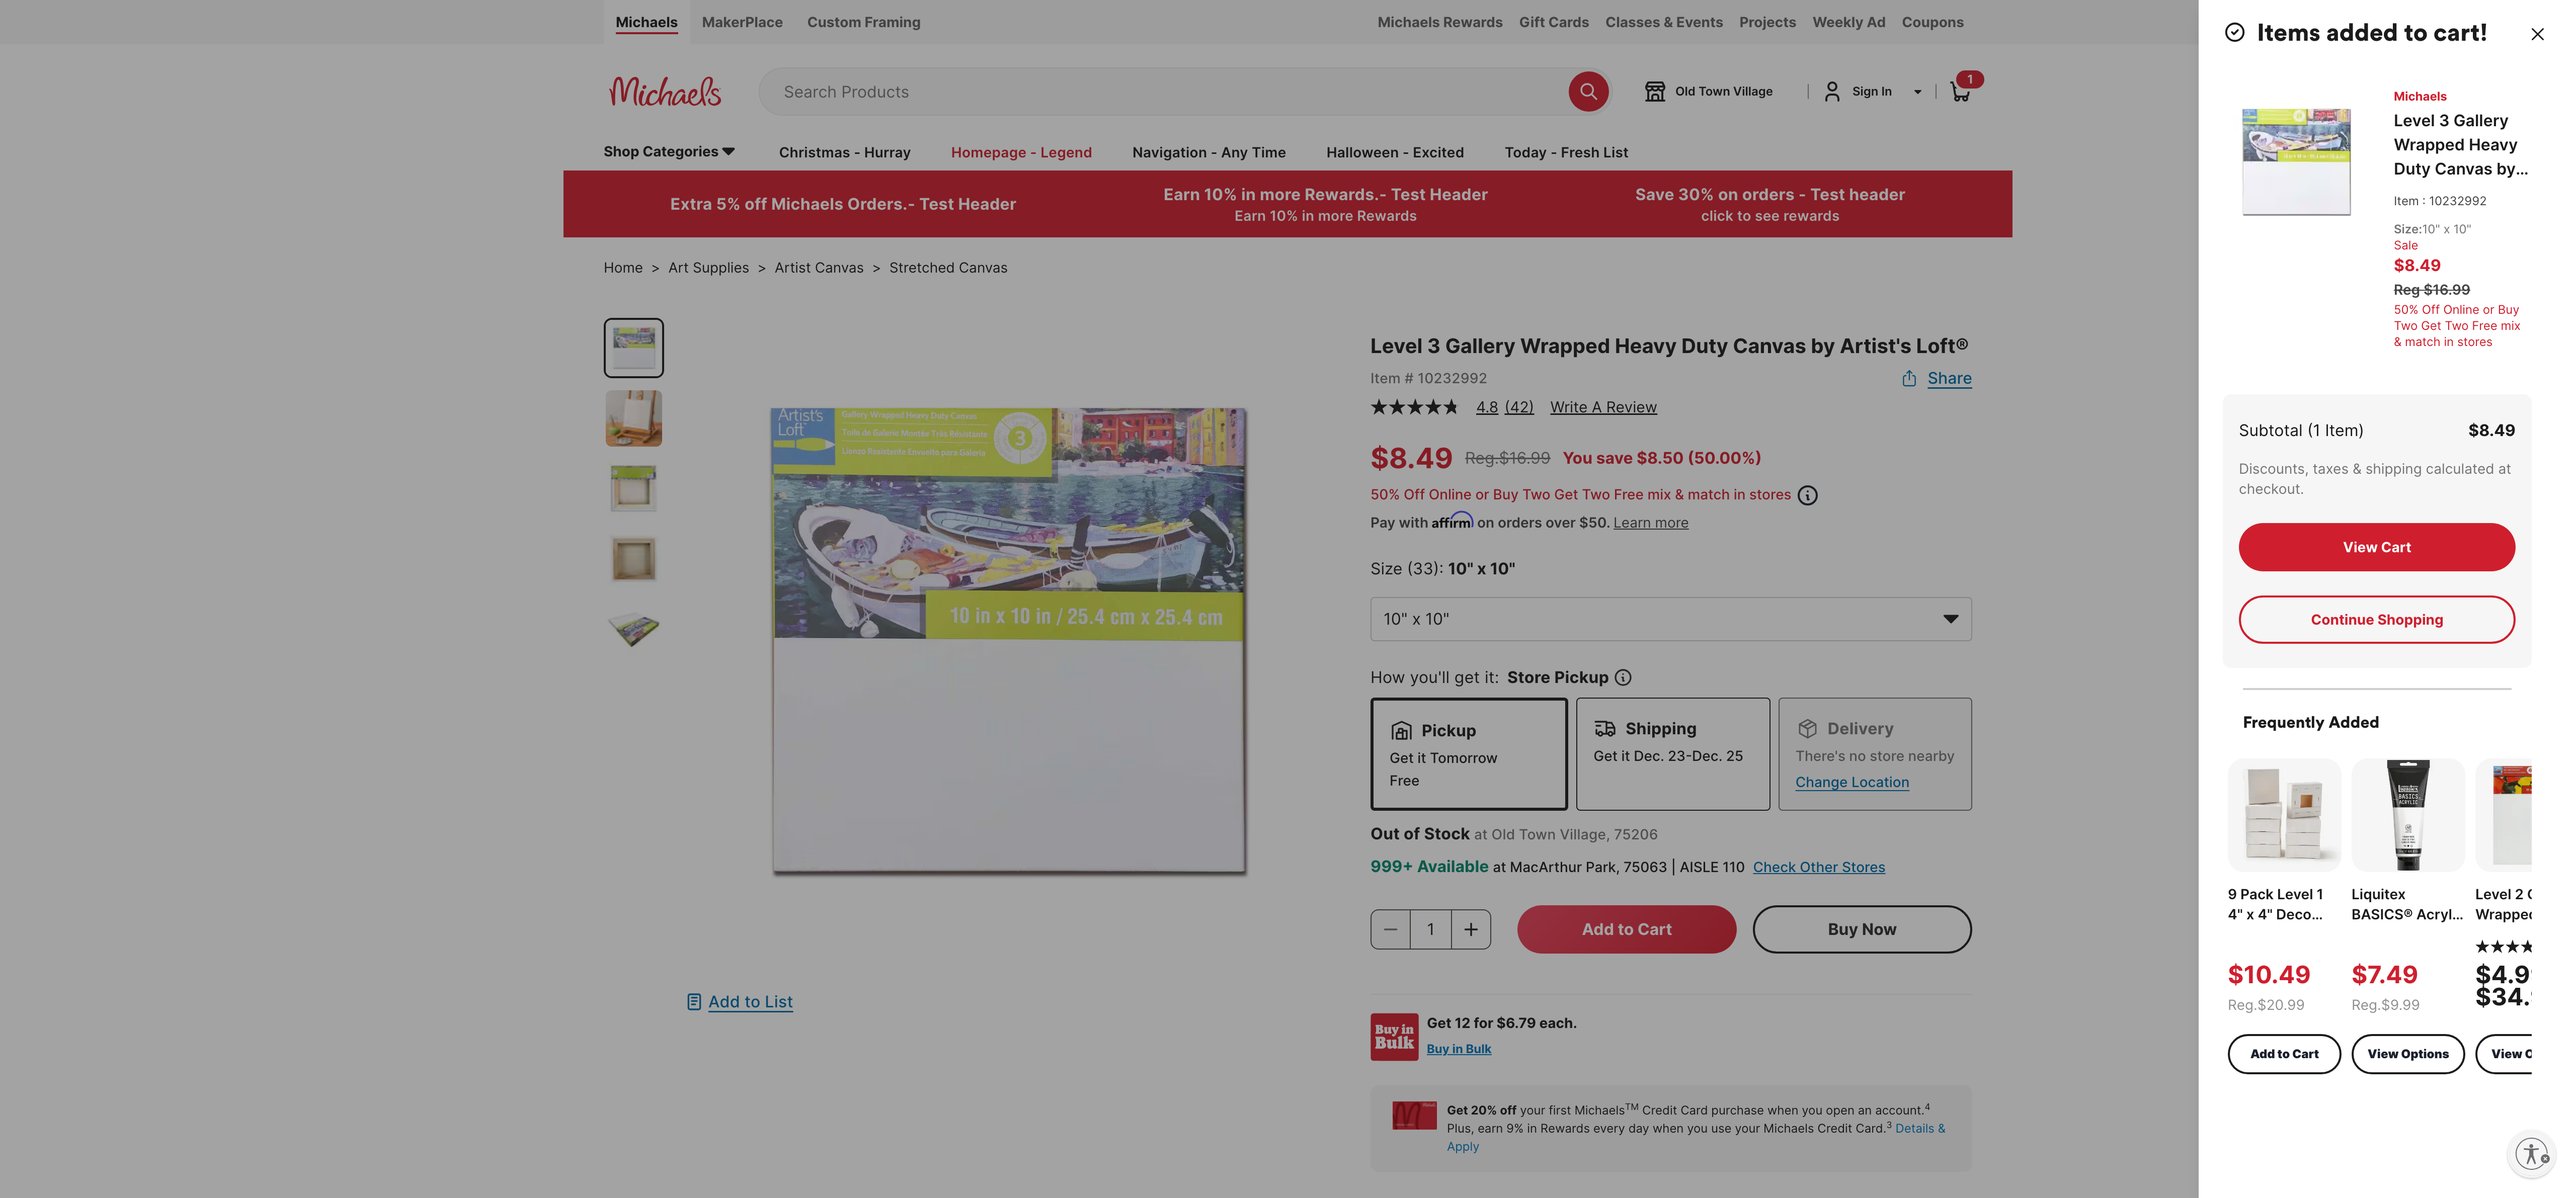 Michaels
MakerPlace
Custom Framing
Michaels Rewards
Gift Cards
Classes & Events
Projects
Weekly Ad
Coupons
Michaels
Search Products
Old Town Village
Sign In
1
Shop Categories
Christmas - Hurray
Homepage - Legend
Navigation - Any Time
Halloween - Excited
Today - Fresh List
Extra 5% off Michaels Orders.- Test Header
Earn 10% in more Rewards.- Test Header
Earn 10% in more Rewards
Save 30% on orders - Test header
click to see rewards
Home > Art Supplies > Artist Canvas > Stretched Canvas
Artist's
Loft
Gallery Wrapped Heavy Duty Canvas
Toile de Galerie Montée Très Résistante
Llenzo Resistente Envuelto para Galería
3
10 in x 10 in / 25.4 cm x 25.4 cm
Add to List
Level 3 Gallery Wrapped Heavy Duty Canvas by Artist's Loft®
Item # 10232992
Share
4.8 (42) Write A Review
$8.49 Reg.$16.99 You save $8.50 (50.00%)
50% Off Online or Buy Two Get Two Free mix & match in stores
Pay with affirm on orders over $50. Learn more
Size (33): 10" x 10"
10" x 10"
How you'll get it: Store Pickup
Pickup
Get it Tomorrow
Free
Shipping
Get it Dec. 23-Dec. 25
Delivery
There's no store nearby
Change Location
Out of Stock at Old Town Village, 75206
999+ Available at MacArthur Park, 75063 | AISLE 110 Check Other Stores
1
Add to Cart
Buy Now
Buy in
Bulk
Get 12 for $6.79 each.
Buy in Bulk
Get 20% off your first Michaels™ Credit Card purchase when you open an account.⁴
Plus, earn 9% in Rewards every day when you use your Michaels Credit Card.³ Details &
Apply
Items added to cart!
Michaels
Level 3 Gallery
Wrapped Heavy
Duty Canvas by...
Item : 10232992
Size:10" x 10"
Sale
$8.49
Reg $16.99
50% Off Online or Buy
Two Get Two Free mix
& match in stores
Subtotal (1 Item) $8.49
Discounts, taxes & shipping calculated at
checkout.
View Cart
Continue Shopping
Frequently Added
BASICS
ACRYLIC
9 Pack Level 1
4" x 4" Deco...
$10.49
Reg.$20.99
Add to Cart
Liquitex
BASICS® Acryl...
$7.49
Reg.$9.99
View Options
Level 2
Wrapped
$4.9
$34.
View